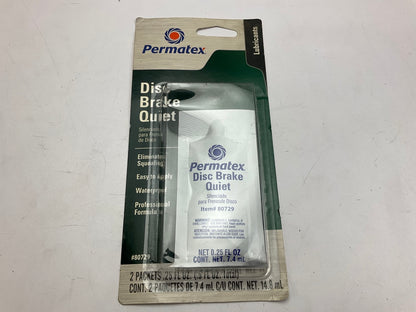 Permatex
Lubricants
Disc
Brake
Quiet
Silenciado
para Frenos
de Disco
Eliminates
Squealing
Easy to Apply
Waterproof
Professional
Formula
#80729
Permatex
Disc Brake
Quiet
Silenciado
para Frenos de Disco
Item# 80729
NET 0.25 FL OZ
CONT. NET. 7.4 mL
2 PACKETS .25 FL OZ.
CONT. 2 PAQUETES DE 7.4 mL C/U CONT. NET. 14.8 mL